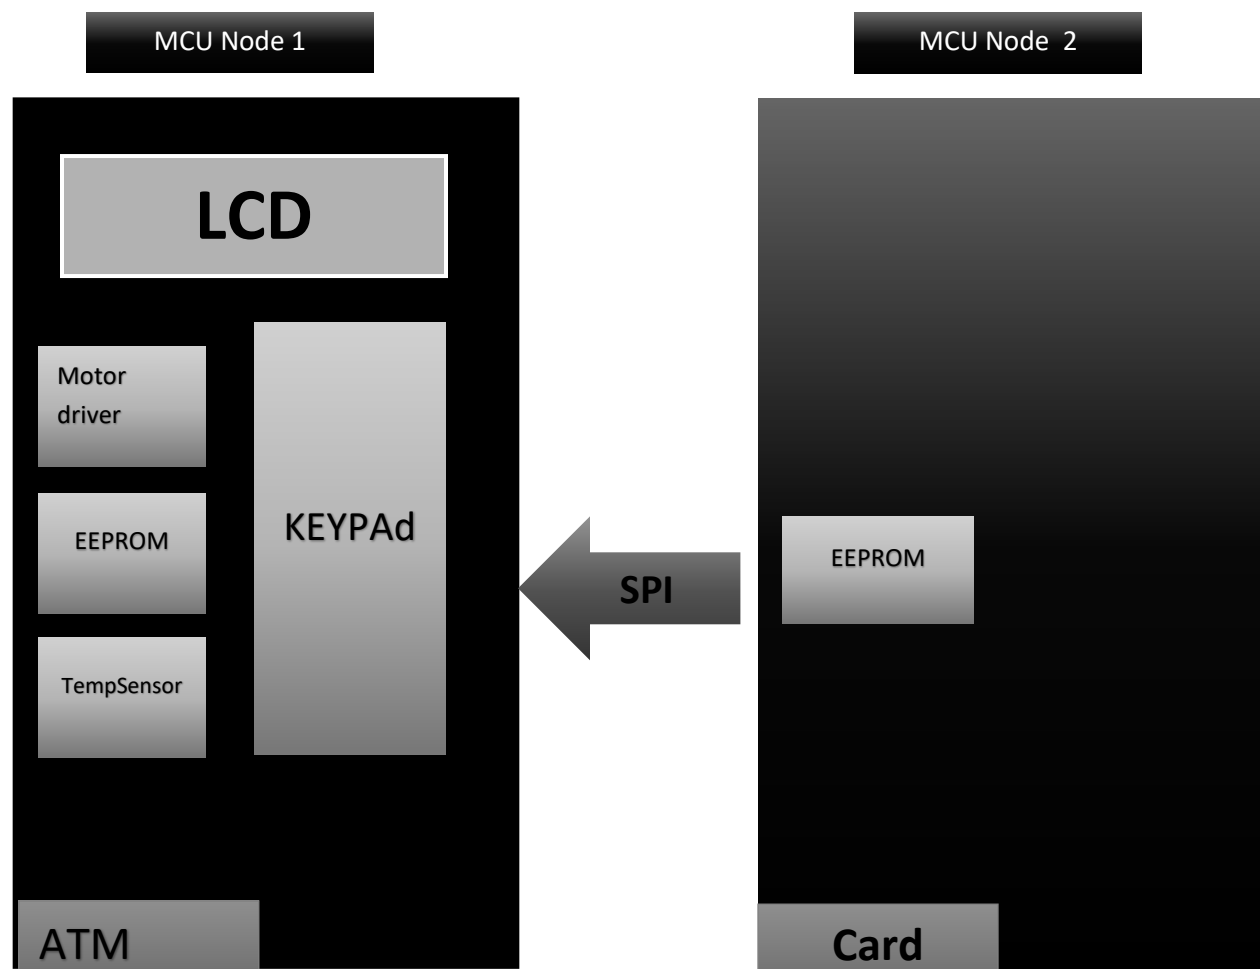 MCU Node 1
MCU Node 2
LCD
Motor
driver
KEYPAd
EEPROM
TempSensor
SPI
EEPROM
ATM
Card